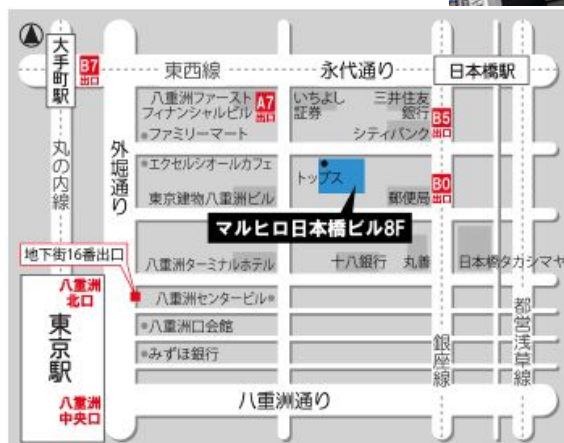 大手町駅
B7
出口
東西線
永代通り
日本橋駅
八重洲ファースト
フィナンシャルビル
A7
出口
いちよし
証券
三井住友
銀行
B5
出口
ファミリーマート
シティバンク
丸の内線
外堀通り
エクセルシオールカフェ
トップス
東京建物八重洲ビル
郵便局
B0
出口
マルヒロ日本橋ビル8F
地下街16番出口
八重洲ターミナルホテル
十八銀行
丸善
日本橋タカシマヤ
八重洲
北口
八重洲センタービル
東京駅
八重洲口会館
みずほ銀行
銀座線
都営浅草線
八重洲
中央口
八重洲通り